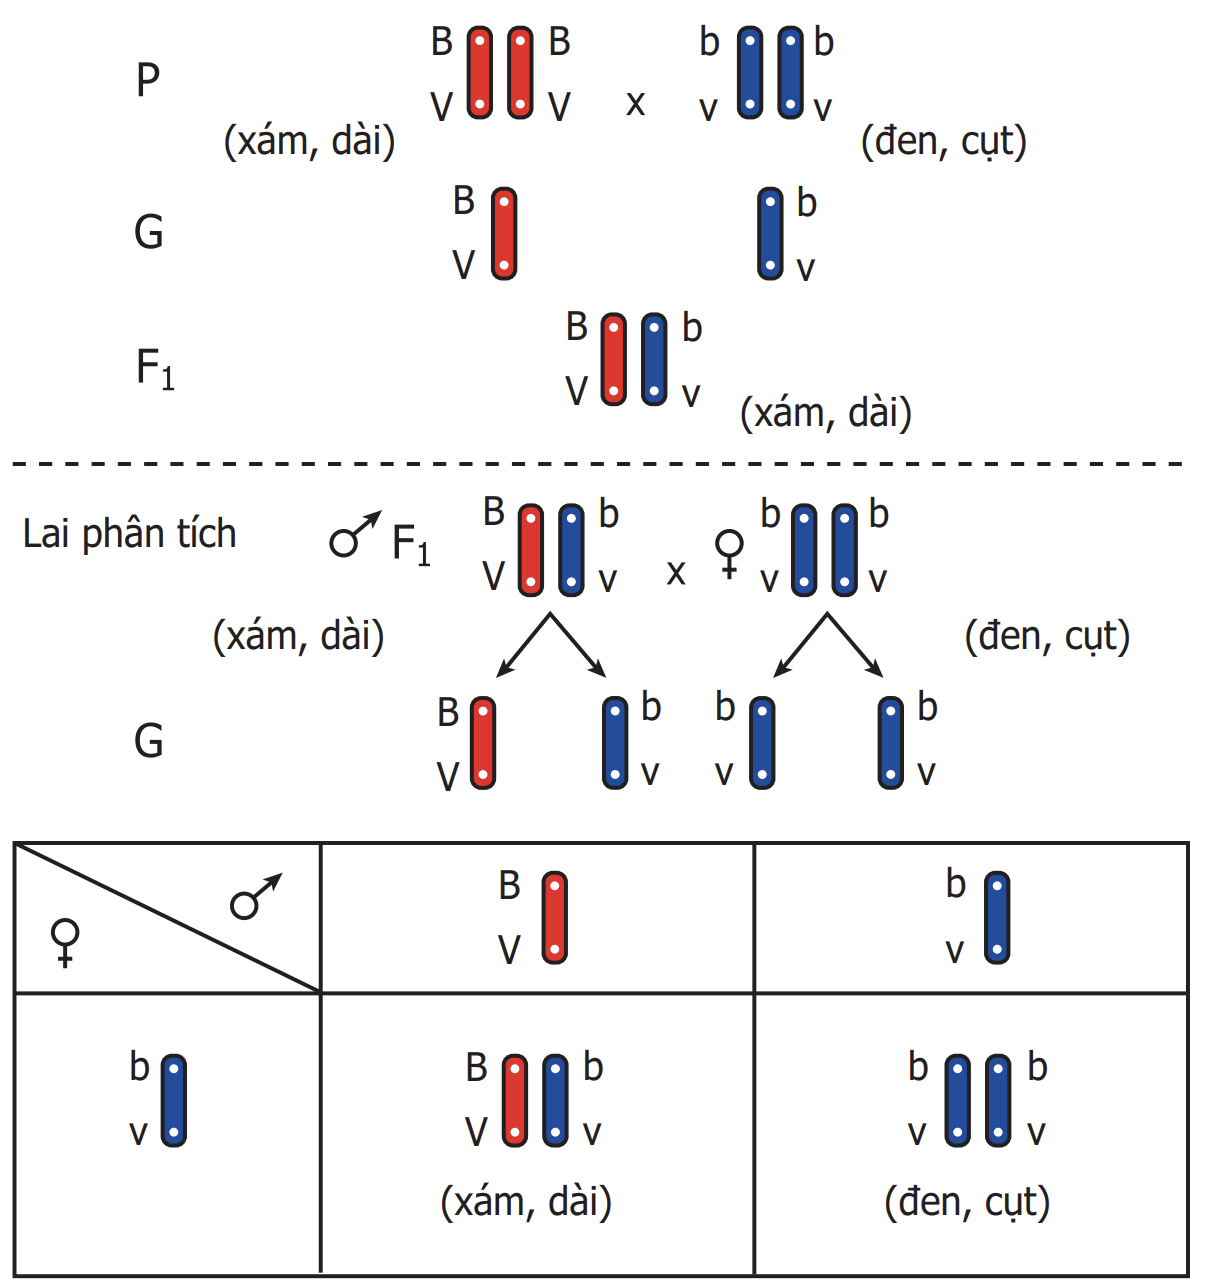 B B b b
P
V V x v v
(xám, dài) (đen, cụt)
B b
G
V v
B b
F1
V v
(xám, dài)
B b b b
Lai phân tích ♂ F1 x ♀
V v v v
(xám, dài) (đen, cụt)
B b b b
G
V v v v
♂ B b
♀ V v
b B b b b
v V v v v
(xám, dài) (đen, cụt)